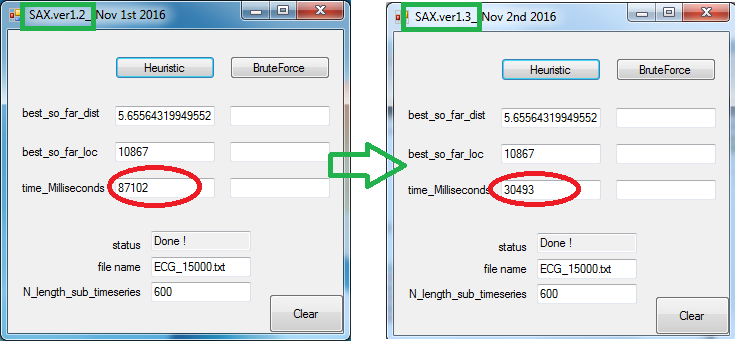 SAX.ver1.2_ Nov 1st 2016
Heuristic BruteForce
best_so_far_dist 5.65564319949552
best_so_far_loc 10867
time_Milliseconds 87102
status Done !
file name ECG_15000.txt
N_length_sub_timeseries 600
Clear
SAX.ver1.3_ Nov 2nd 2016
Heuristic BruteForce
best_so_far_dist 5.65564319949552
best_so_far_loc 10867
time_Milliseconds 30493
status Done !
file name ECG_15000.txt
N_length_sub_timeseries 600
Clear